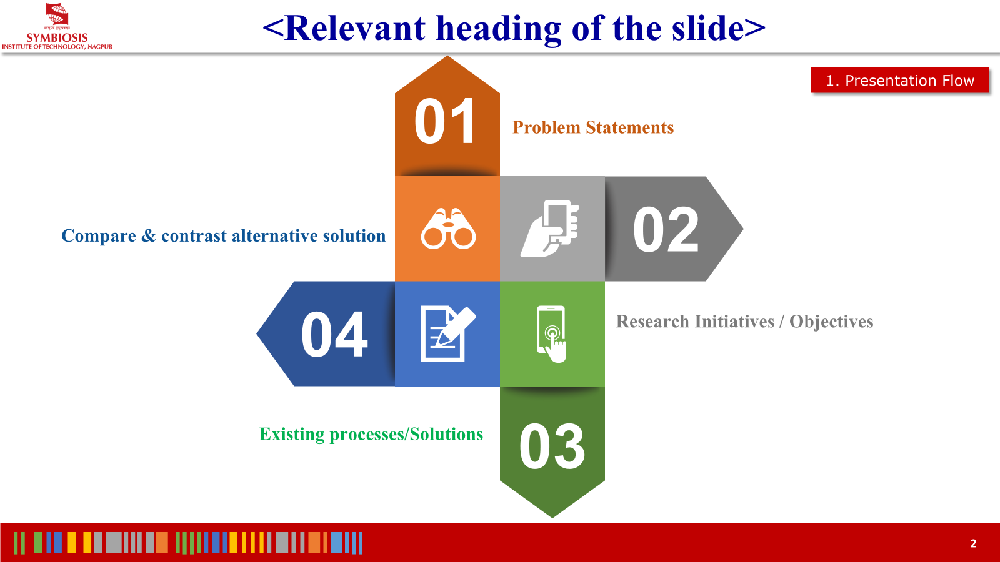 <Relevant heading of the slide>
SYMBIOSIS
INSTITUTE OF TECHNOLOGY, NAGPUR
1. Presentation Flow
01
Problem Statements
02
Compare & contrast alternative solution
04
Research Initiatives / Objectives
Existing processes/Solutions
03
2